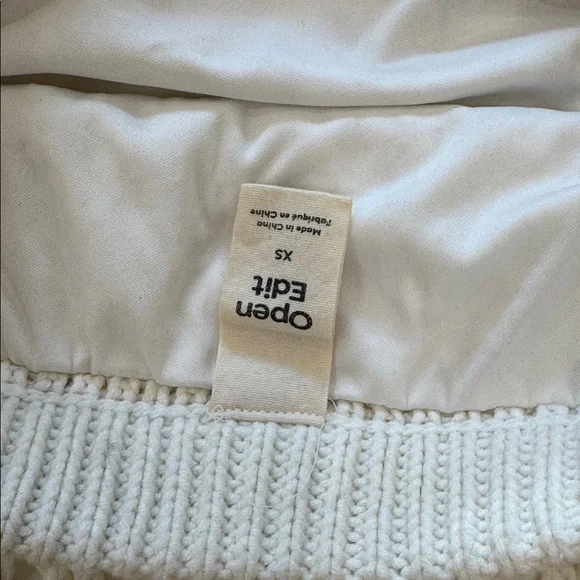 Open
Edit
XS
Made in China
Fabriqué en Chine